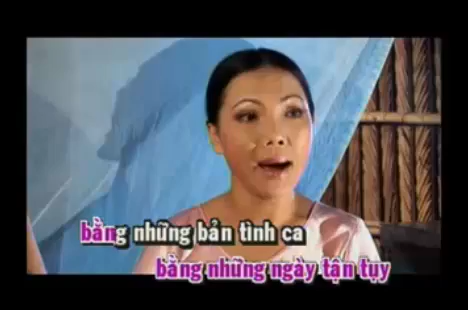 bằng những bản tình ca
bằng những ngày tận tụy